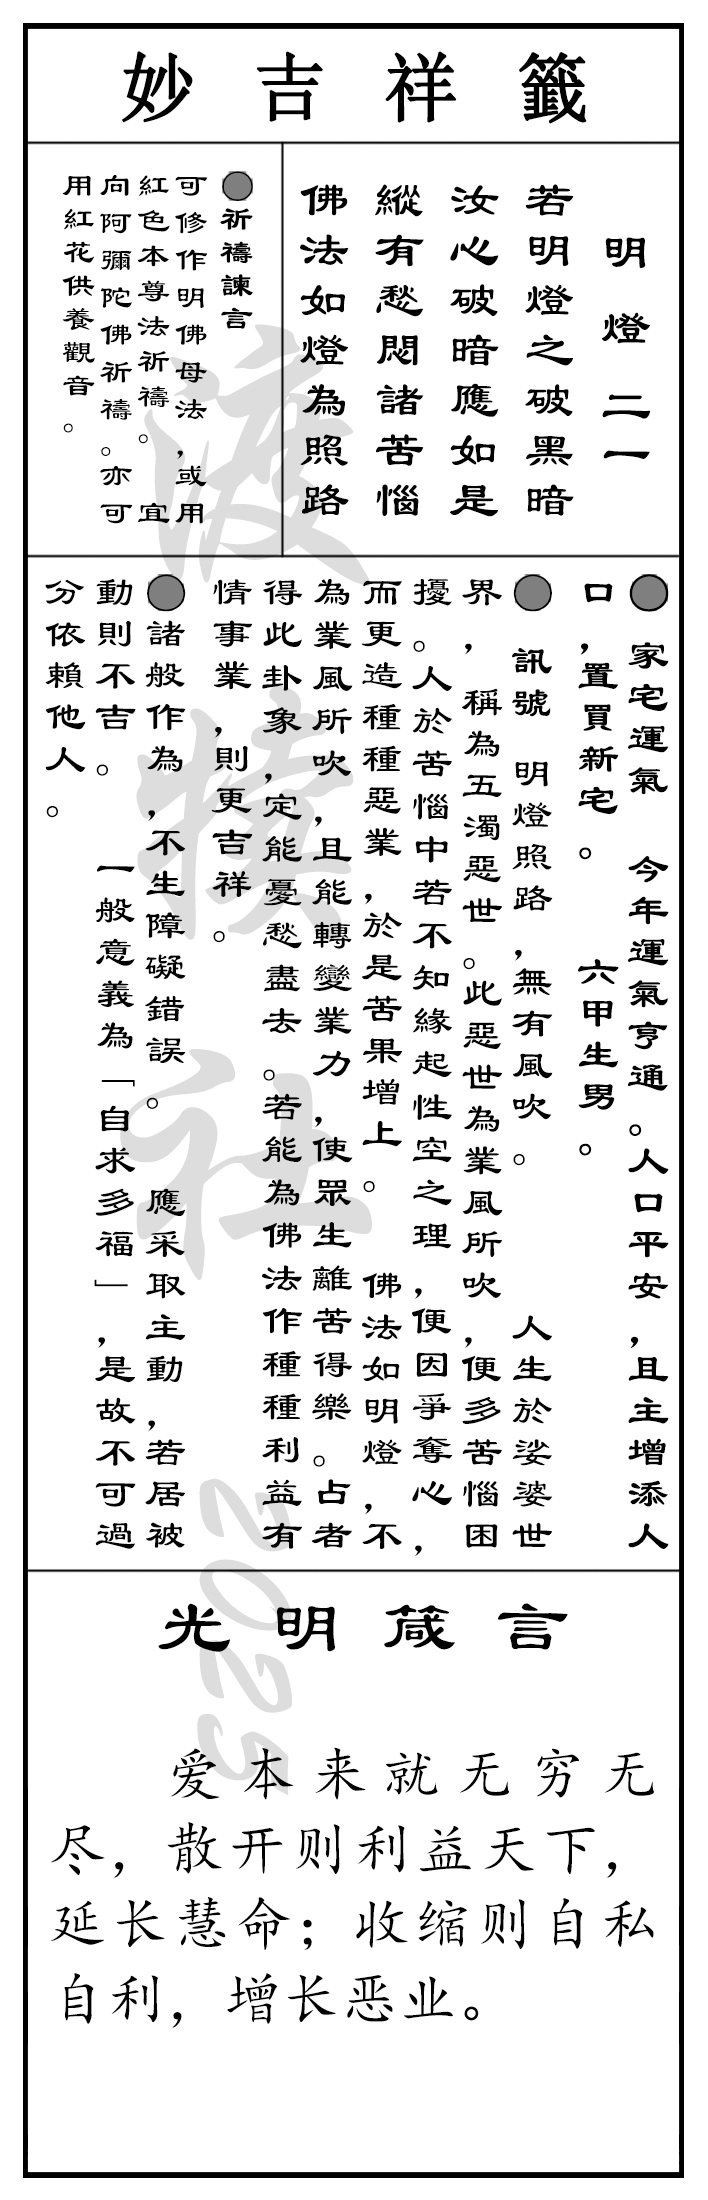 妙吉祥籤
明燈 二一
若明燈之破黑暗
汝心破暗應如是
縱有愁悶諸苦惱
佛法如燈為照路
●祈禱諫言
可修作明佛母法,或用
紅色本尊法祈禱。 宜
向阿彌陀佛祈禱。亦可
用紅花供養觀音。
● 家宅運氣 今年運氣亨通。人口平安,且主增添人
口,置買新宅。 六甲生男。
● 訊號 明燈照路,無有風吹。 人生於娑婆世
界,稱為五濁惡世。此惡世為業風所吹,便多苦惱困
擾。人於苦惱中若不知緣起性空之理,便因爭奪心,
而更造種種惡業,於是苦果增上。 佛法如明燈,不
為業風所吹,且能轉變業力,使眾生離苦得樂。占者
得此卦象,定能憂愁盡去。若能為佛法作種種利益有
情事業,則更吉祥。
●諸般作為,不生障礙錯誤。 應采取主動,若居被
動則不吉。 一般意義為「自求多福」,是故不可過
分依賴他人。
光明箴言
爱本来就无穷无
尽，散开则利益天下，
延长慧命；收缩则自私
自利，增长恶业。
渡犊社 2025